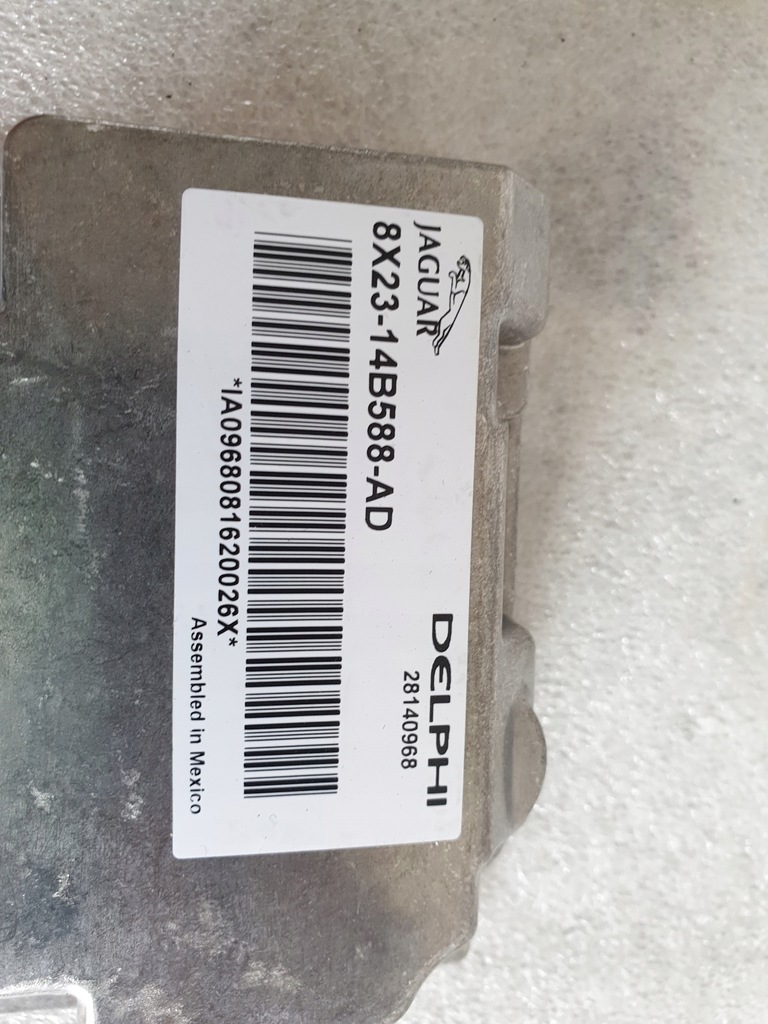 JAGUAR
DELPHI
28140968
8X23-14B588-AD
*IA0968081620026X*
Assembled in Mexico